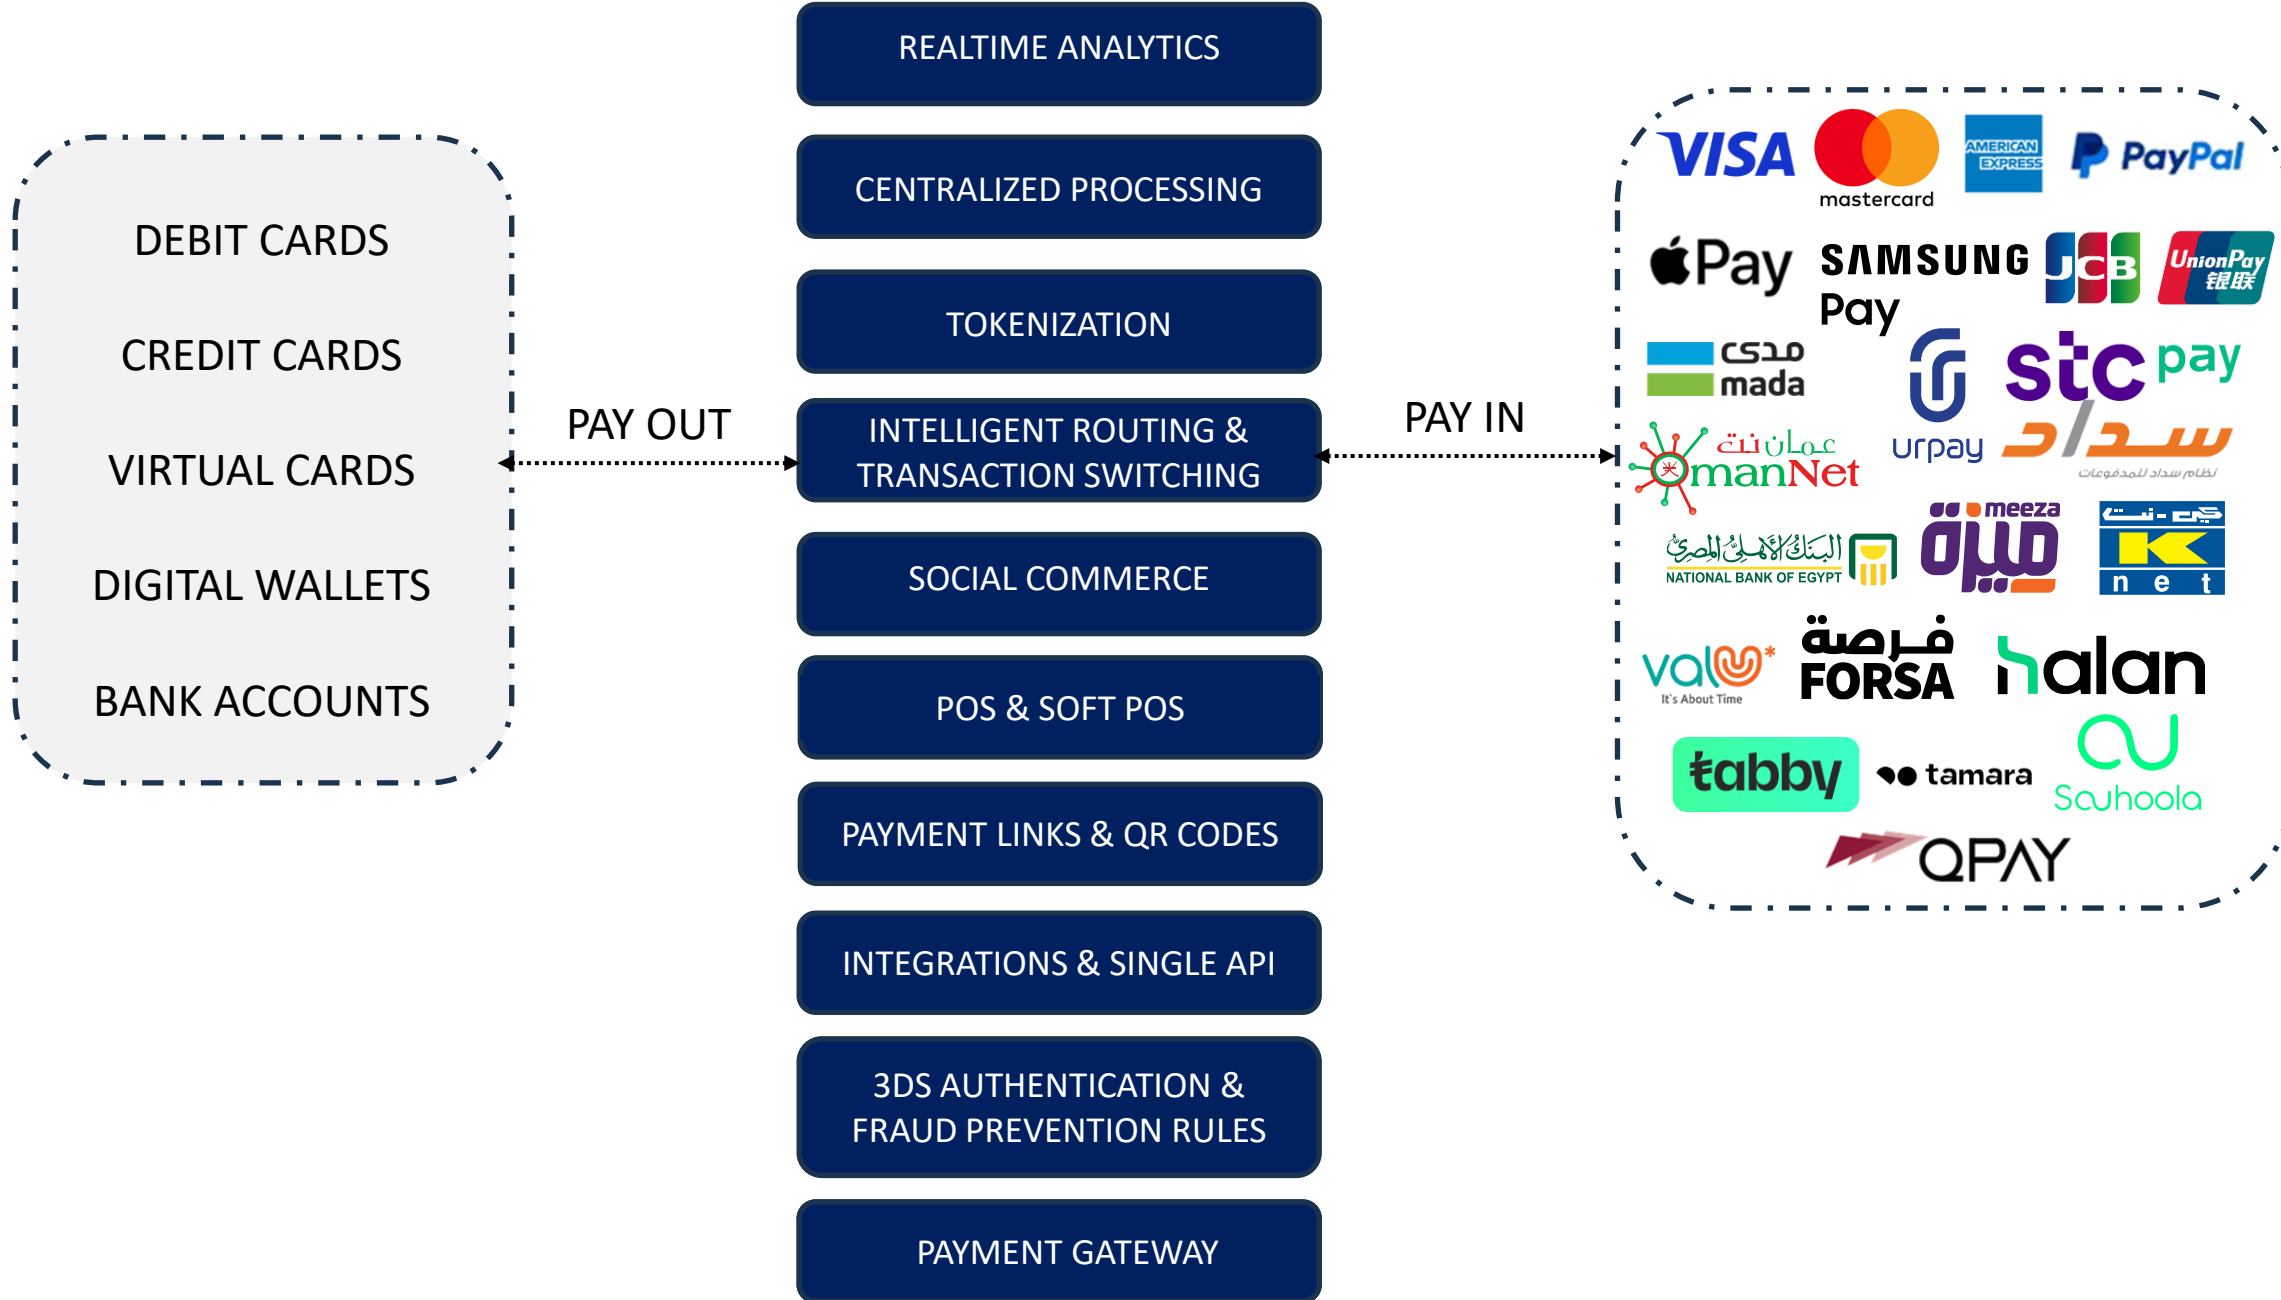 DEBIT CARDS
CREDIT CARDS
VIRTUAL CARDS
DIGITAL WALLETS
BANK ACCOUNTS
PAY OUT
REALTIME ANALYTICS
CENTRALIZED PROCESSING
TOKENIZATION
INTELLIGENT ROUTING &
TRANSACTION SWITCHING
SOCIAL COMMERCE
POS & SOFT POS
PAYMENT LINKS & QR CODES
INTEGRATIONS & SINGLE API
3DS AUTHENTICATION &
FRAUD PREVENTION RULES
PAYMENT GATEWAY
PAY IN
VISA
mastercard
AMERICAN
EXPRESS
PayPal
Pay
SAMSUNG
Pay
JCB
UnionPay
银联
مدى
mada
urpay
stc pay
سداد
نظام سداد للمدفوعات
عمان نت
OmanNet
البنك الأهلي المصري
NATIONAL BANK OF EGYPT
meeza
ميزة
كي-نت
K
net
valU*
It's About Time
فرصة
FORSA
halan
tabby
tamara
Souhoola
QPAY